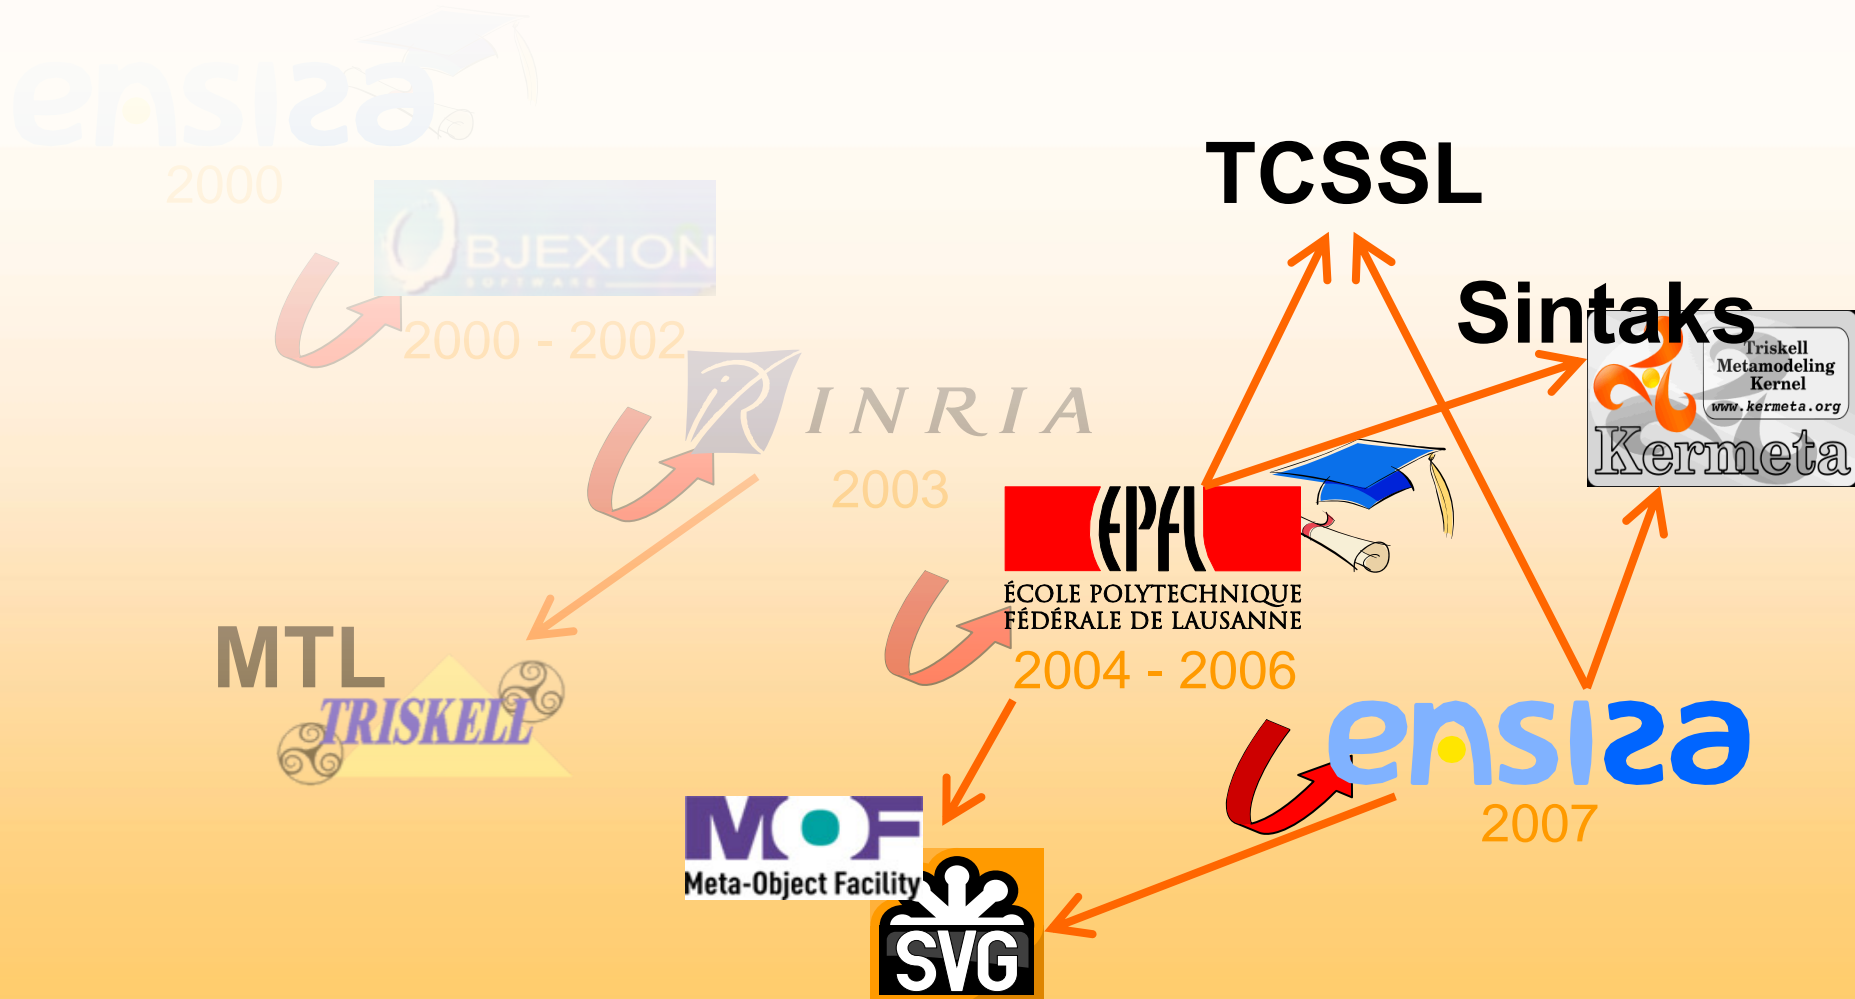 ensisa
2000
OBJEXION
SOFTWARE
2000 - 2002
INRIA
2003
TCSSL
Sintaks
Triskell
Metamodeling
Kernel
www.kermeta.org
Kermeta
EPFL
ÉCOLE POLYTECHNIQUE
FÉDÉRALE DE LAUSANNE
2004 - 2006
MTL
TRISKELL
ensisa
2007
MOF
Meta-Object Facility
SVG